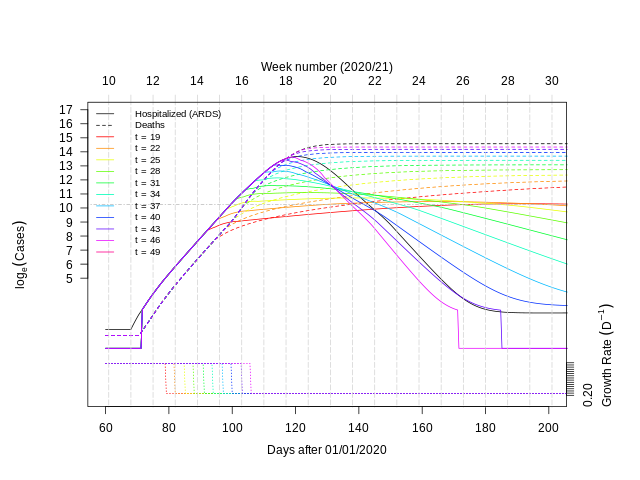 Week number (2020/21)
10 11 12 14 16 18 20 22 24 26 28 30
17
16
15
14
13
12
11
10
9
8
7
6
5
log_e(Cases)
Hospitalized (ARDS)
Deaths
t = 19
t = 22
t = 25
t = 28
t = 31
t = 34
t = 37
t = 40
t = 43
t = 46
t = 49
0.20
Growth Rate (D⁻¹)
60 80 100 120 140 160 180 200
Days after 01/01/2020